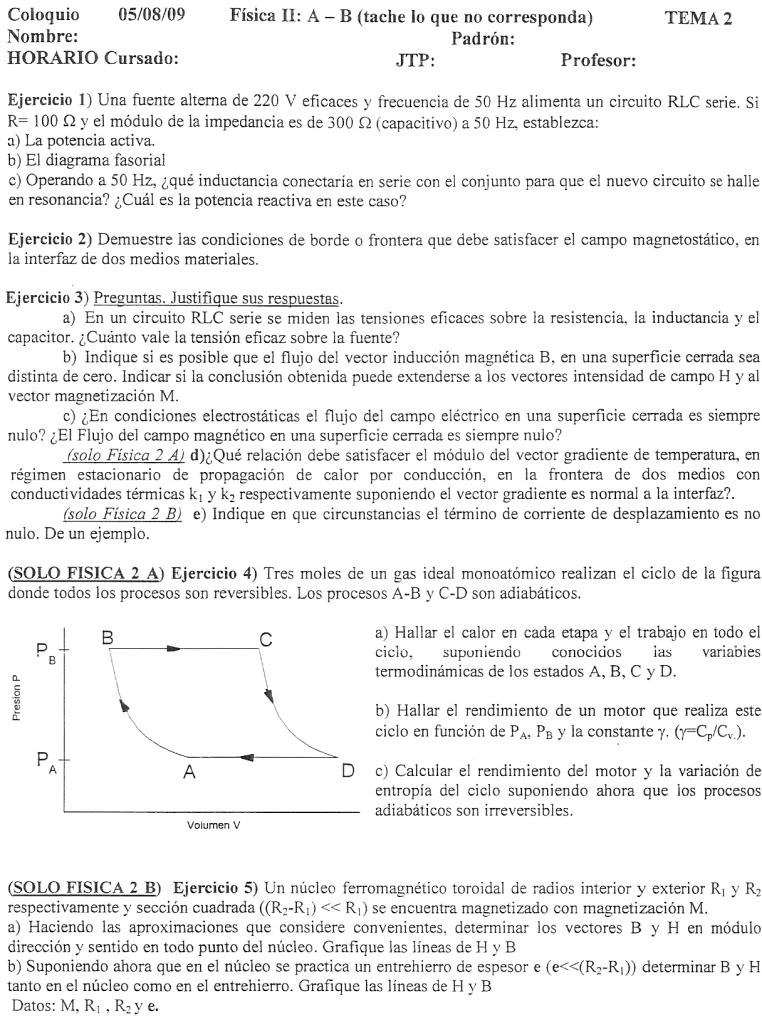 Coloquio 05/08/09 Física II: A – B (tache lo que no corresponda) TEMA 2
Nombre: Padrón:
HORARIO Cursado: JTP: Profesor:
Ejercicio 1) Una fuente alterna de 220 V eficaces y frecuencia de 50 Hz alimenta un circuito RLC serie. Si
R= 100 Ω y el módulo de la impedancia es de 300 Ω (capacitivo) a 50 Hz, establezca:
a) La potencia activa.
b) El diagrama fasorial
c) Operando a 50 Hz, ¿qué inductancia conectaría en serie con el conjunto para que el nuevo circuito se halle
en resonancia? ¿Cuál es la potencia reactiva en este caso?
Ejercicio 2) Demuestre las condiciones de borde o frontera que debe satisfacer el campo magnetostático, en
la interfaz de dos medios materiales.
Ejercicio 3) Preguntas. Justifique sus respuestas.
a) En un circuito RLC serie se miden las tensiones eficaces sobre la resistencia, la inductancia y el
capacitor. ¿Cuánto vale la tensión eficaz sobre la fuente?
b) Indique si es posible que el flujo del vector inducción magnética B, en una superficie cerrada sea
distinta de cero. Indicar si la conclusión obtenida puede extenderse a los vectores intensidad de campo H y al
vector magnetización M.
c) ¿En condiciones electrostáticas el flujo del campo eléctrico en una superficie cerrada es siempre
nulo? ¿El Flujo del campo magnético en una superficie cerrada es siempre nulo?
(solo Física 2 A) d)¿Qué relación debe satisfacer el módulo del vector gradiente de temperatura, en
régimen estacionario de propagación de calor por conducción, en la frontera de dos medios con
conductividades térmicas k1 y k2 respectivamente suponiendo el vector gradiente es normal a la interfaz?.
(solo Física 2 B) e) Indique en que circunstancias el término de corriente de desplazamiento es no
nulo. De un ejemplo.
(SOLO FISICA 2 A) Ejercicio 4) Tres moles de un gas ideal monoatómico realizan el ciclo de la figura
donde todos los procesos son reversibles. Los procesos A-B y C-D son adiabáticos.
P B
B
C
P A
A
D
Presion P
Volumen V
a) Hallar el calor en cada etapa y el trabajo en todo el
ciclo, suponiendo conocidos las variables
termodinámicas de los estados A, B, C y D.
b) Hallar el rendimiento de un motor que realiza este
ciclo en función de PA, PB y la constante γ. (γ=Cp/Cv.).
c) Calcular el rendimiento del motor y la variación de
entropía del ciclo suponiendo ahora que los procesos
adiabáticos son irreversibles.
(SOLO FISICA 2 B) Ejercicio 5) Un núcleo ferromagnético toroidal de radios interior y exterior R1 y R2
respectivamente y sección cuadrada ((R2-R1) << R1) se encuentra magnetizado con magnetización M.
a) Haciendo las aproximaciones que considere convenientes, determinar los vectores B y H en módulo
dirección y sentido en todo punto del núcleo. Grafique las líneas de H y B
b) Suponiendo ahora que en el núcleo se practica un entrehierro de espesor e (e<<(R2-R1)) determinar B y H
tanto en el núcleo como en el entrehierro. Grafique las líneas de H y B
Datos: M, R1 , R2 y e.